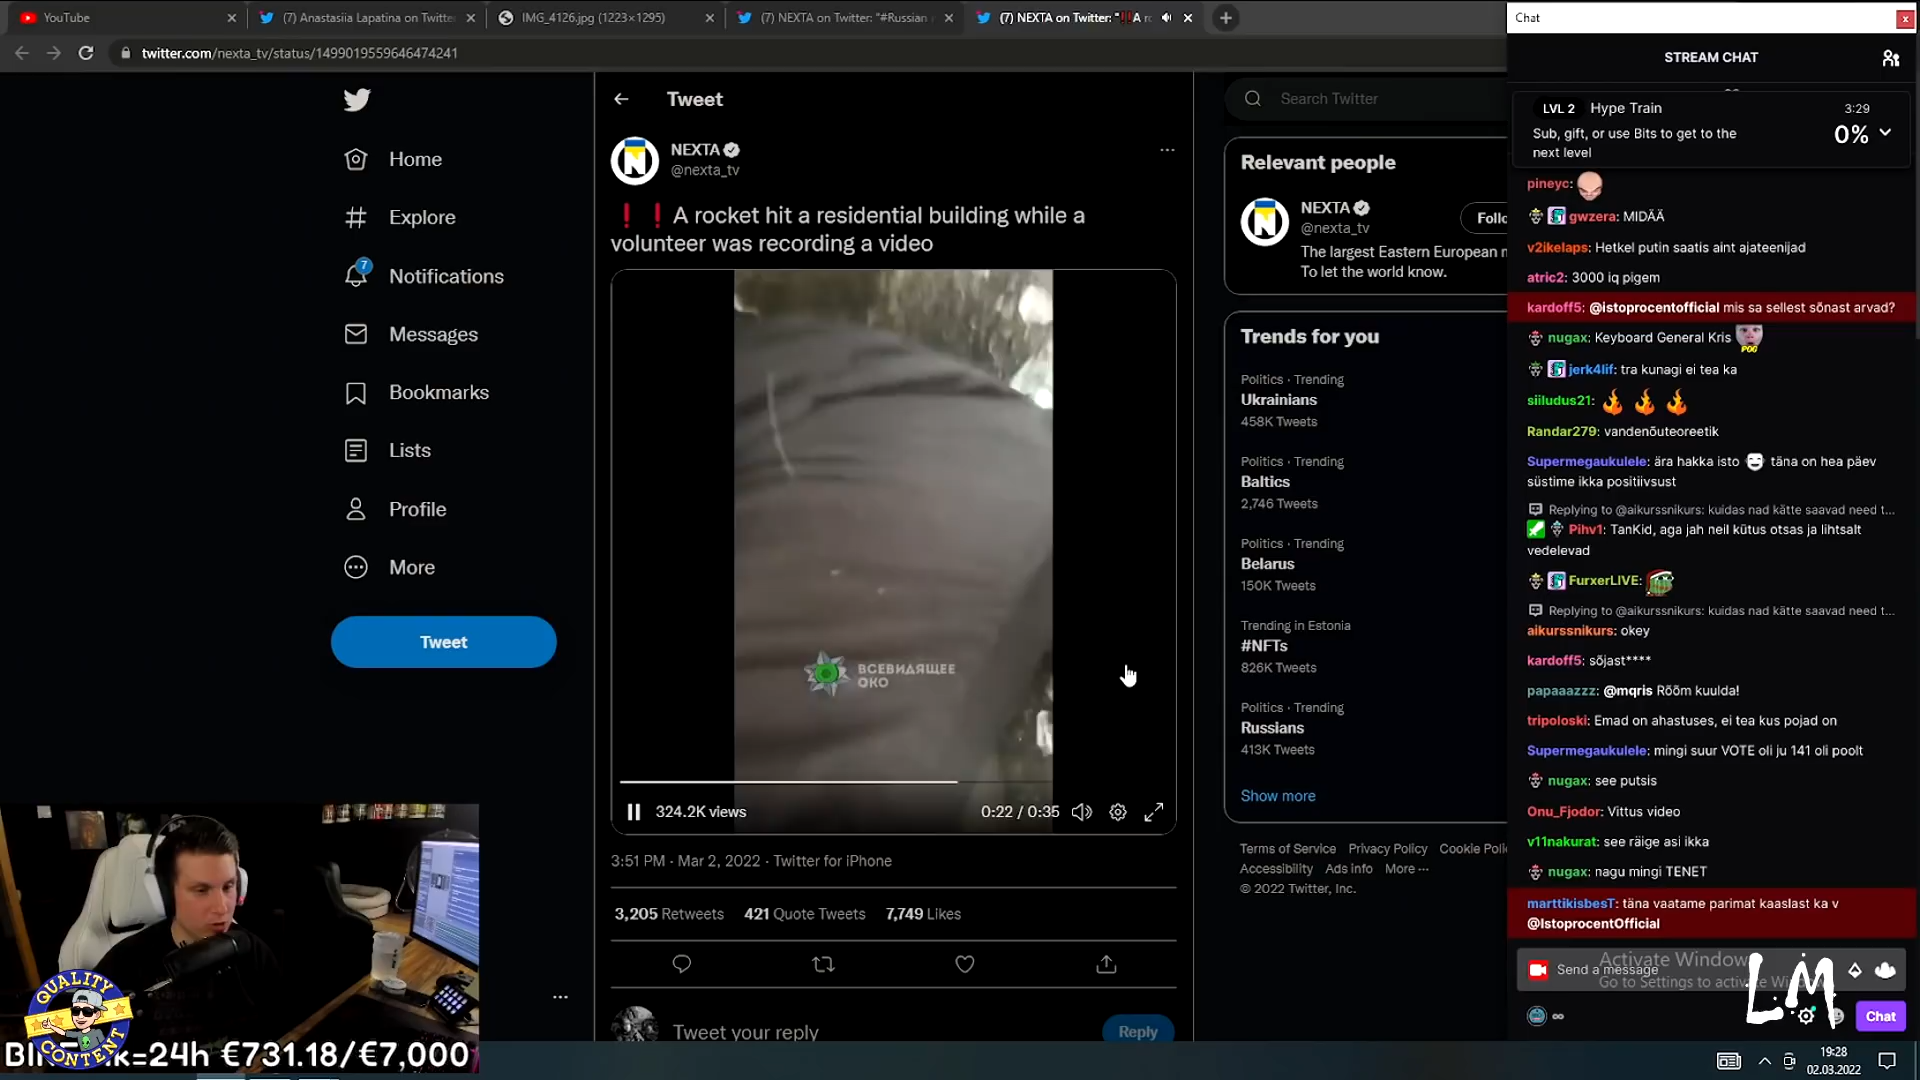 YouTube
(7) Anastasiia Lapatina on Twitte
IMG_4126.jpg (1223×1295)
(7) NEXTA on Twitter: "#Russian
(7) NEXTA on Twitter: "‼️A ro
twitter.com/nexta_tv/status/1499019559646474241
Home
Explore
7
Notifications
Messages
Bookmarks
Lists
Profile
More
Tweet
Tweet
NEXTA
@nexta_tv
❗❗A rocket hit a residential building while a
volunteer was recording a video
ВСЕВИДЯЩЕЕ
ОКО
324.2K views
0:22 / 0:35
3:51 PM · Mar 2, 2022 · Twitter for iPhone
3,205 Retweets 421 Quote Tweets 7,749 Likes
Tweet your reply
Reply
Search Twitter
Relevant people
NEXTA
@nexta_tv
Follo
The largest Eastern European
To let the world know.
Trends for you
Politics · Trending
Ukrainians
458K Tweets
Politics · Trending
Baltics
2,746 Tweets
Politics · Trending
Belarus
150K Tweets
Trending in Estonia
#NFTs
826K Tweets
Politics · Trending
Russians
413K Tweets
Show more
Terms of Service Privacy Policy Cookie Poli
Accessibility Ads info More ···
© 2022 Twitter, Inc.
Chat
STREAM CHAT
LVL 2 Hype Train 3:29
Sub, gift, or use Bits to get to the
next level
0%
pineyc:
gwzera: MIDÄÄ
v2ikelaps: Hetkel putin saatis aint ajateenijad
atric2: 3000 iq pigem
kardoff5: @istoprocentofficial mis sa sellest sõnast arvad?
nugax: Keyboard General Kris
POG
jerk4lif: tra kunagi ei tea ka
siiludus21:
Randar279: vandenõuteoreetik
Supermegaukulele: ära hakka isto täna on hea päev
süstime ikka positiivsust
Replying to @aikurssnikurs: kuidas nad kätte saavad need t...
Pihv1: TanKid, aga jah neil kütus otsas ja lihtsalt
vedelevad
FurxerLIVE:
Replying to @aikurssnikurs: kuidas nad kätte saavad need t...
aikurssnikurs: okey
kardoff5: sõjast****
papaaazzz: @mqris Rõõm kuulda!
tripoloski: Emad on ahastuses, ei tea kus pojad on
Supermegaukulele: mingi suur VOTE oli ju 141 oli poolt
nugax: see putsis
Onu_Fjodor: Vittus video
v11nakurat: see räige asi ikka
nugax: nagu mingi TENET
marttikisbesT: täna vaatame parimat kaaslast ka v
@IstoprocentOfficial
Activate Window
Send a message
Go to Settings to activate Win
LM
Chat
QUALITY
CONTENT
=24h €731.18/€7,000
19:28
02.03.2022